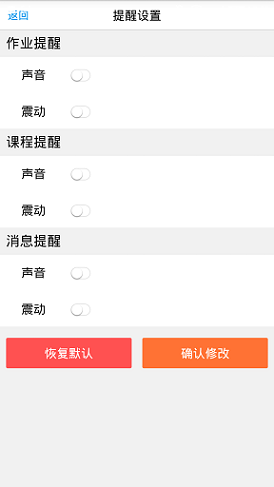 返回 提醒设置
作业提醒
声音
震动
课程提醒
声音
震动
消息提醒
声音
震动
恢复默认 确认修改